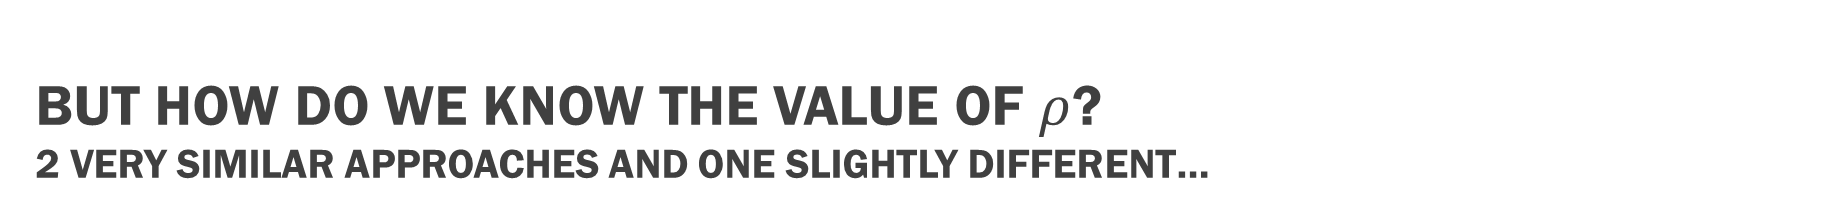 BUT HOW DO WE KNOW THE VALUE OF ρ?
2 VERY SIMILAR APPROACHES AND ONE SLIGHTLY DIFFERENT...